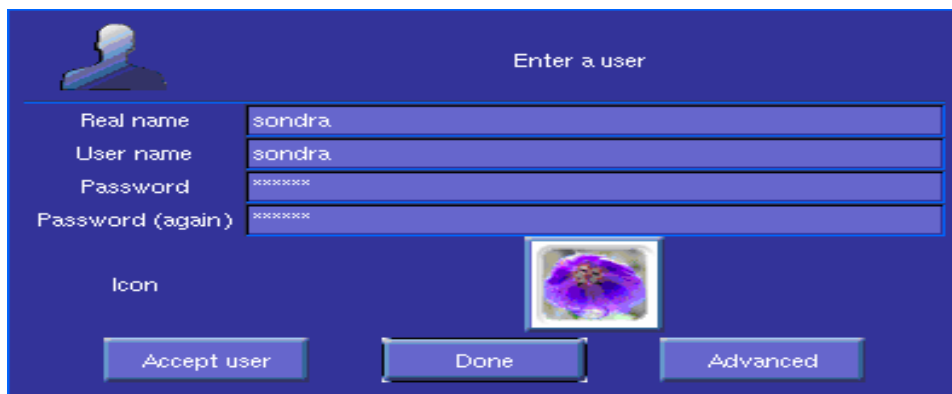 Enter a user
Real name sondra
User name sondra
Password ******
Password (again) ******
Icon
Accept user Done Advanced